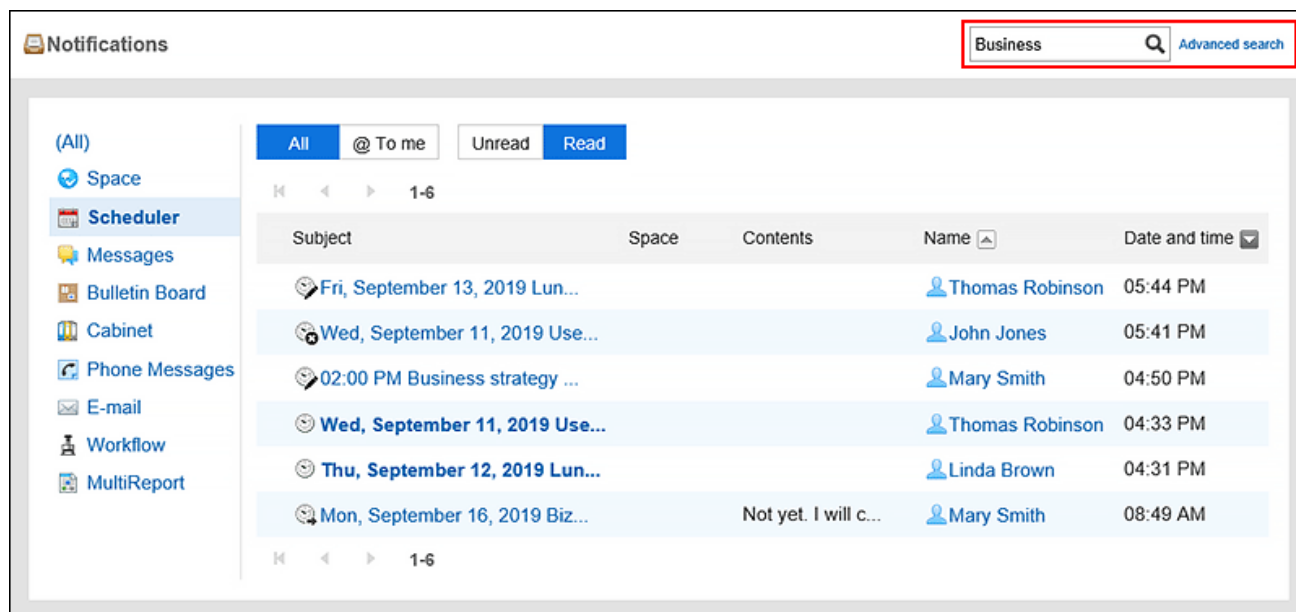 Notifications
Business Advanced search
(All)
Space
Scheduler
Messages
Bulletin Board
Cabinet
Phone Messages
E-mail
Workflow
MultiReport
All @ To me Unread Read
1-6
Subject Space Contents Name Date and time
Fri, September 13, 2019 Lun... Thomas Robinson 05:44 PM
Wed, September 11, 2019 Use... John Jones 05:41 PM
02:00 PM Business strategy ... Mary Smith 04:50 PM
Wed, September 11, 2019 Use... Thomas Robinson 04:33 PM
Thu, September 12, 2019 Lun... Linda Brown 04:31 PM
Mon, September 16, 2019 Biz... Not yet. I will c... Mary Smith 08:49 AM
1-6